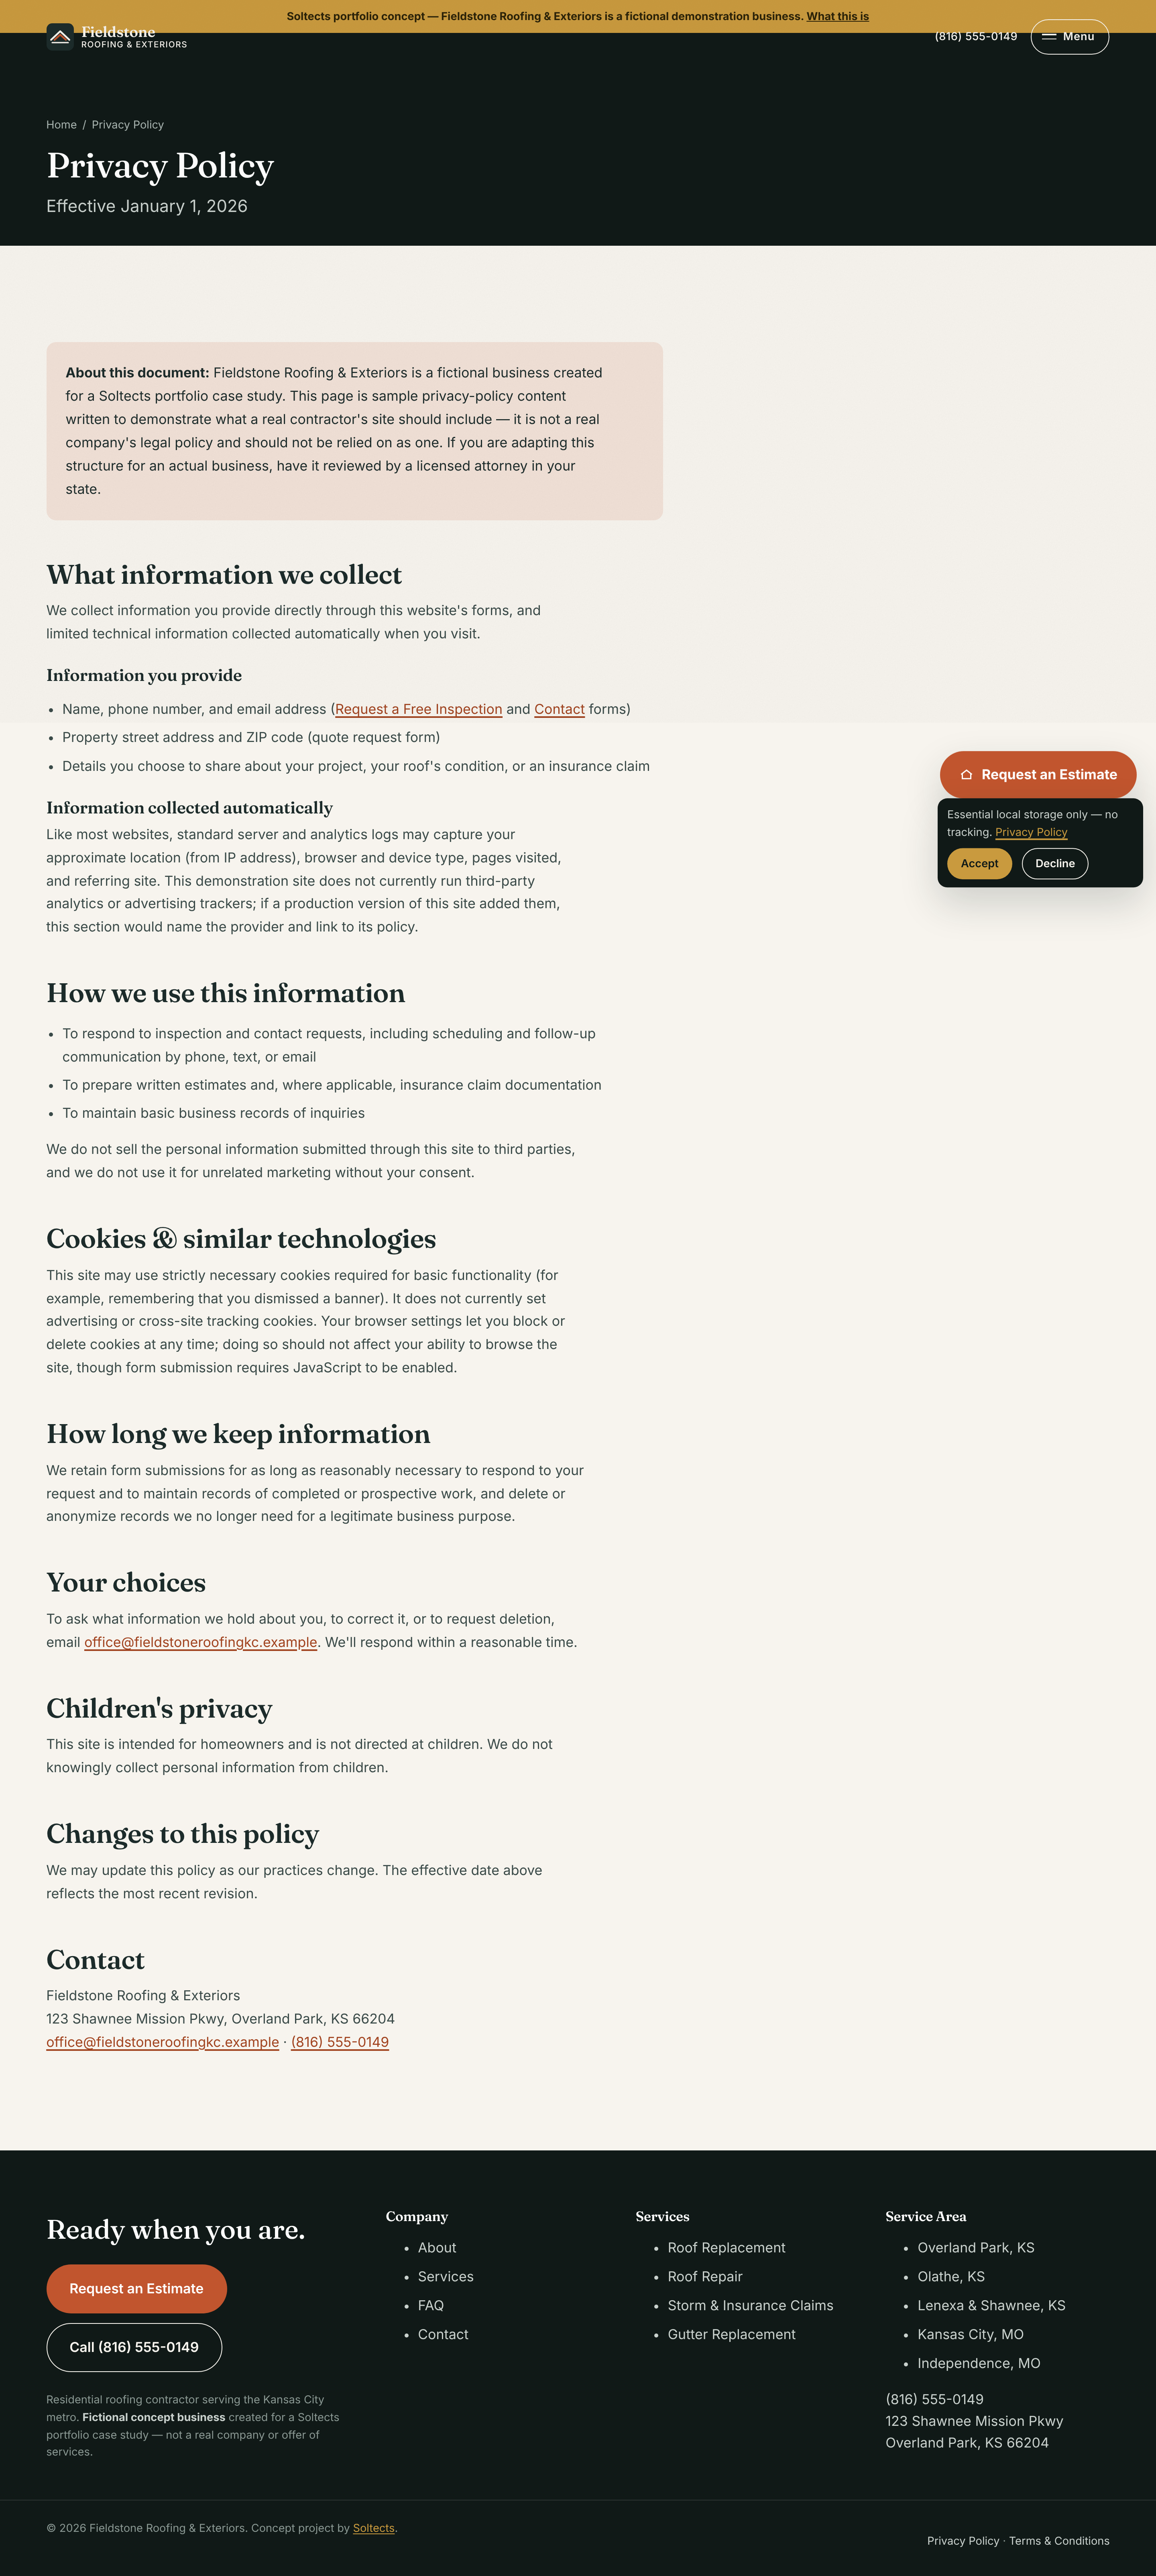 Soltects portfolio concept — Fieldstone Roofing & Exteriors is a fictional demonstration business. What this is
Fieldstone
ROOFING & EXTERIORS
(816) 555-0149
Menu
Home / Privacy Policy
Privacy Policy
Effective January 1, 2026
About this document: Fieldstone Roofing & Exteriors is a fictional business created
for a Soltects portfolio case study. This page is sample privacy-policy content
written to demonstrate what a real contractor's site should include — it is not a real
company's legal policy and should not be relied on as one. If you are adapting this
structure for an actual business, have it reviewed by a licensed attorney in your
state.
What information we collect
We collect information you provide directly through this website's forms, and
limited technical information collected automatically when you visit.
Information you provide
• Name, phone number, and email address (Request a Free Inspection and Contact forms)
• Property street address and ZIP code (quote request form)
• Details you choose to share about your project, your roof's condition, or an insurance claim
Request an Estimate
Essential local storage only — no
tracking. Privacy Policy
Accept
Decline
Information collected automatically
Like most websites, standard server and analytics logs may capture your
approximate location (from IP address), browser and device type, pages visited,
and referring site. This demonstration site does not currently run third-party
analytics or advertising trackers; if a production version of this site added them,
this section would name the provider and link to its policy.
How we use this information
• To respond to inspection and contact requests, including scheduling and follow-up
communication by phone, text, or email
• To prepare written estimates and, where applicable, insurance claim documentation
• To maintain basic business records of inquiries
We do not sell the personal information submitted through this site to third parties,
and we do not use it for unrelated marketing without your consent.
Cookies & similar technologies
This site may use strictly necessary cookies required for basic functionality (for
example, remembering that you dismissed a banner). It does not currently set
advertising or cross-site tracking cookies. Your browser settings let you block or
delete cookies at any time; doing so should not affect your ability to browse the
site, though form submission requires JavaScript to be enabled.
How long we keep information
We retain form submissions for as long as reasonably necessary to respond to your
request and to maintain records of completed or prospective work, and delete or
anonymize records we no longer need for a legitimate business purpose.
Your choices
To ask what information we hold about you, to correct it, or to request deletion,
email office@fieldstoneroofingkc.example. We'll respond within a reasonable time.
Children's privacy
This site is intended for homeowners and is not directed at children. We do not
knowingly collect personal information from children.
Changes to this policy
We may update this policy as our practices change. The effective date above
reflects the most recent revision.
Contact
Fieldstone Roofing & Exteriors
123 Shawnee Mission Pkwy, Overland Park, KS 66204
office@fieldstoneroofingkc.example · (816) 555-0149
Ready when you are.
Request an Estimate
Call (816) 555-0149
Residential roofing contractor serving the Kansas City
metro. Fictional concept business created for a Soltects
portfolio case study — not a real company or offer of
services.
Company
• About
• Services
• FAQ
• Contact
Services
• Roof Replacement
• Roof Repair
• Storm & Insurance Claims
• Gutter Replacement
Service Area
• Overland Park, KS
• Olathe, KS
• Lenexa & Shawnee, KS
• Kansas City, MO
• Independence, MO
(816) 555-0149
123 Shawnee Mission Pkwy
Overland Park, KS 66204
© 2026 Fieldstone Roofing & Exteriors. Concept project by Soltects.
Privacy Policy · Terms & Conditions